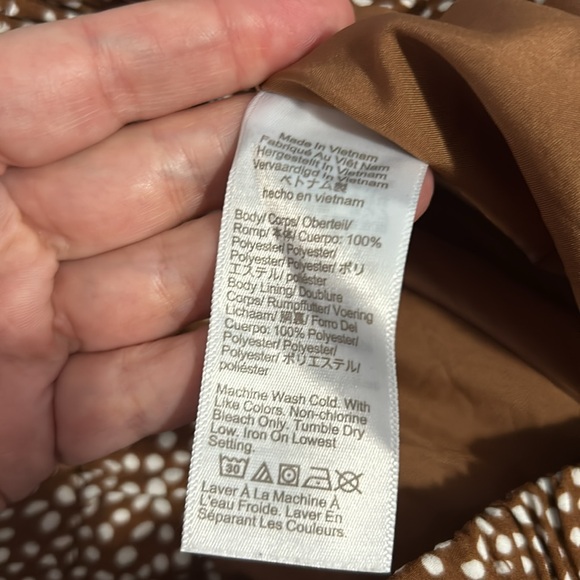 Made In Vietnam
Fabriqué Au Viêt Nam
Hergestellt In Vietnam
Vervaardigd in Vietnam
ベトナム製
hecho en vietnam
Body/ Corps/ Oberteil/
Romp/ 本体/ Cuerpo: 100%
Polyester/ Polyester/
Polyester/ Polyester/ ポリ
エステル/ poliéster
Body Lining/ Doublure
Corps/ Rumpffutter/ Voering
Lichaam/ 胴裏/ Forro Del
Cuerpo: 100% Polyester/
Polyester/ Polyester/
Polyester/ ポリエステル/
poliéster
Machine Wash Cold. With
Like Colors. Non-chlorine
Bleach Only. Tumble Dry
Low. Iron On Lowest
Setting.
30
Laver À La Machine À
L'eau Froide. Laver En
Séparant Les Couleurs.